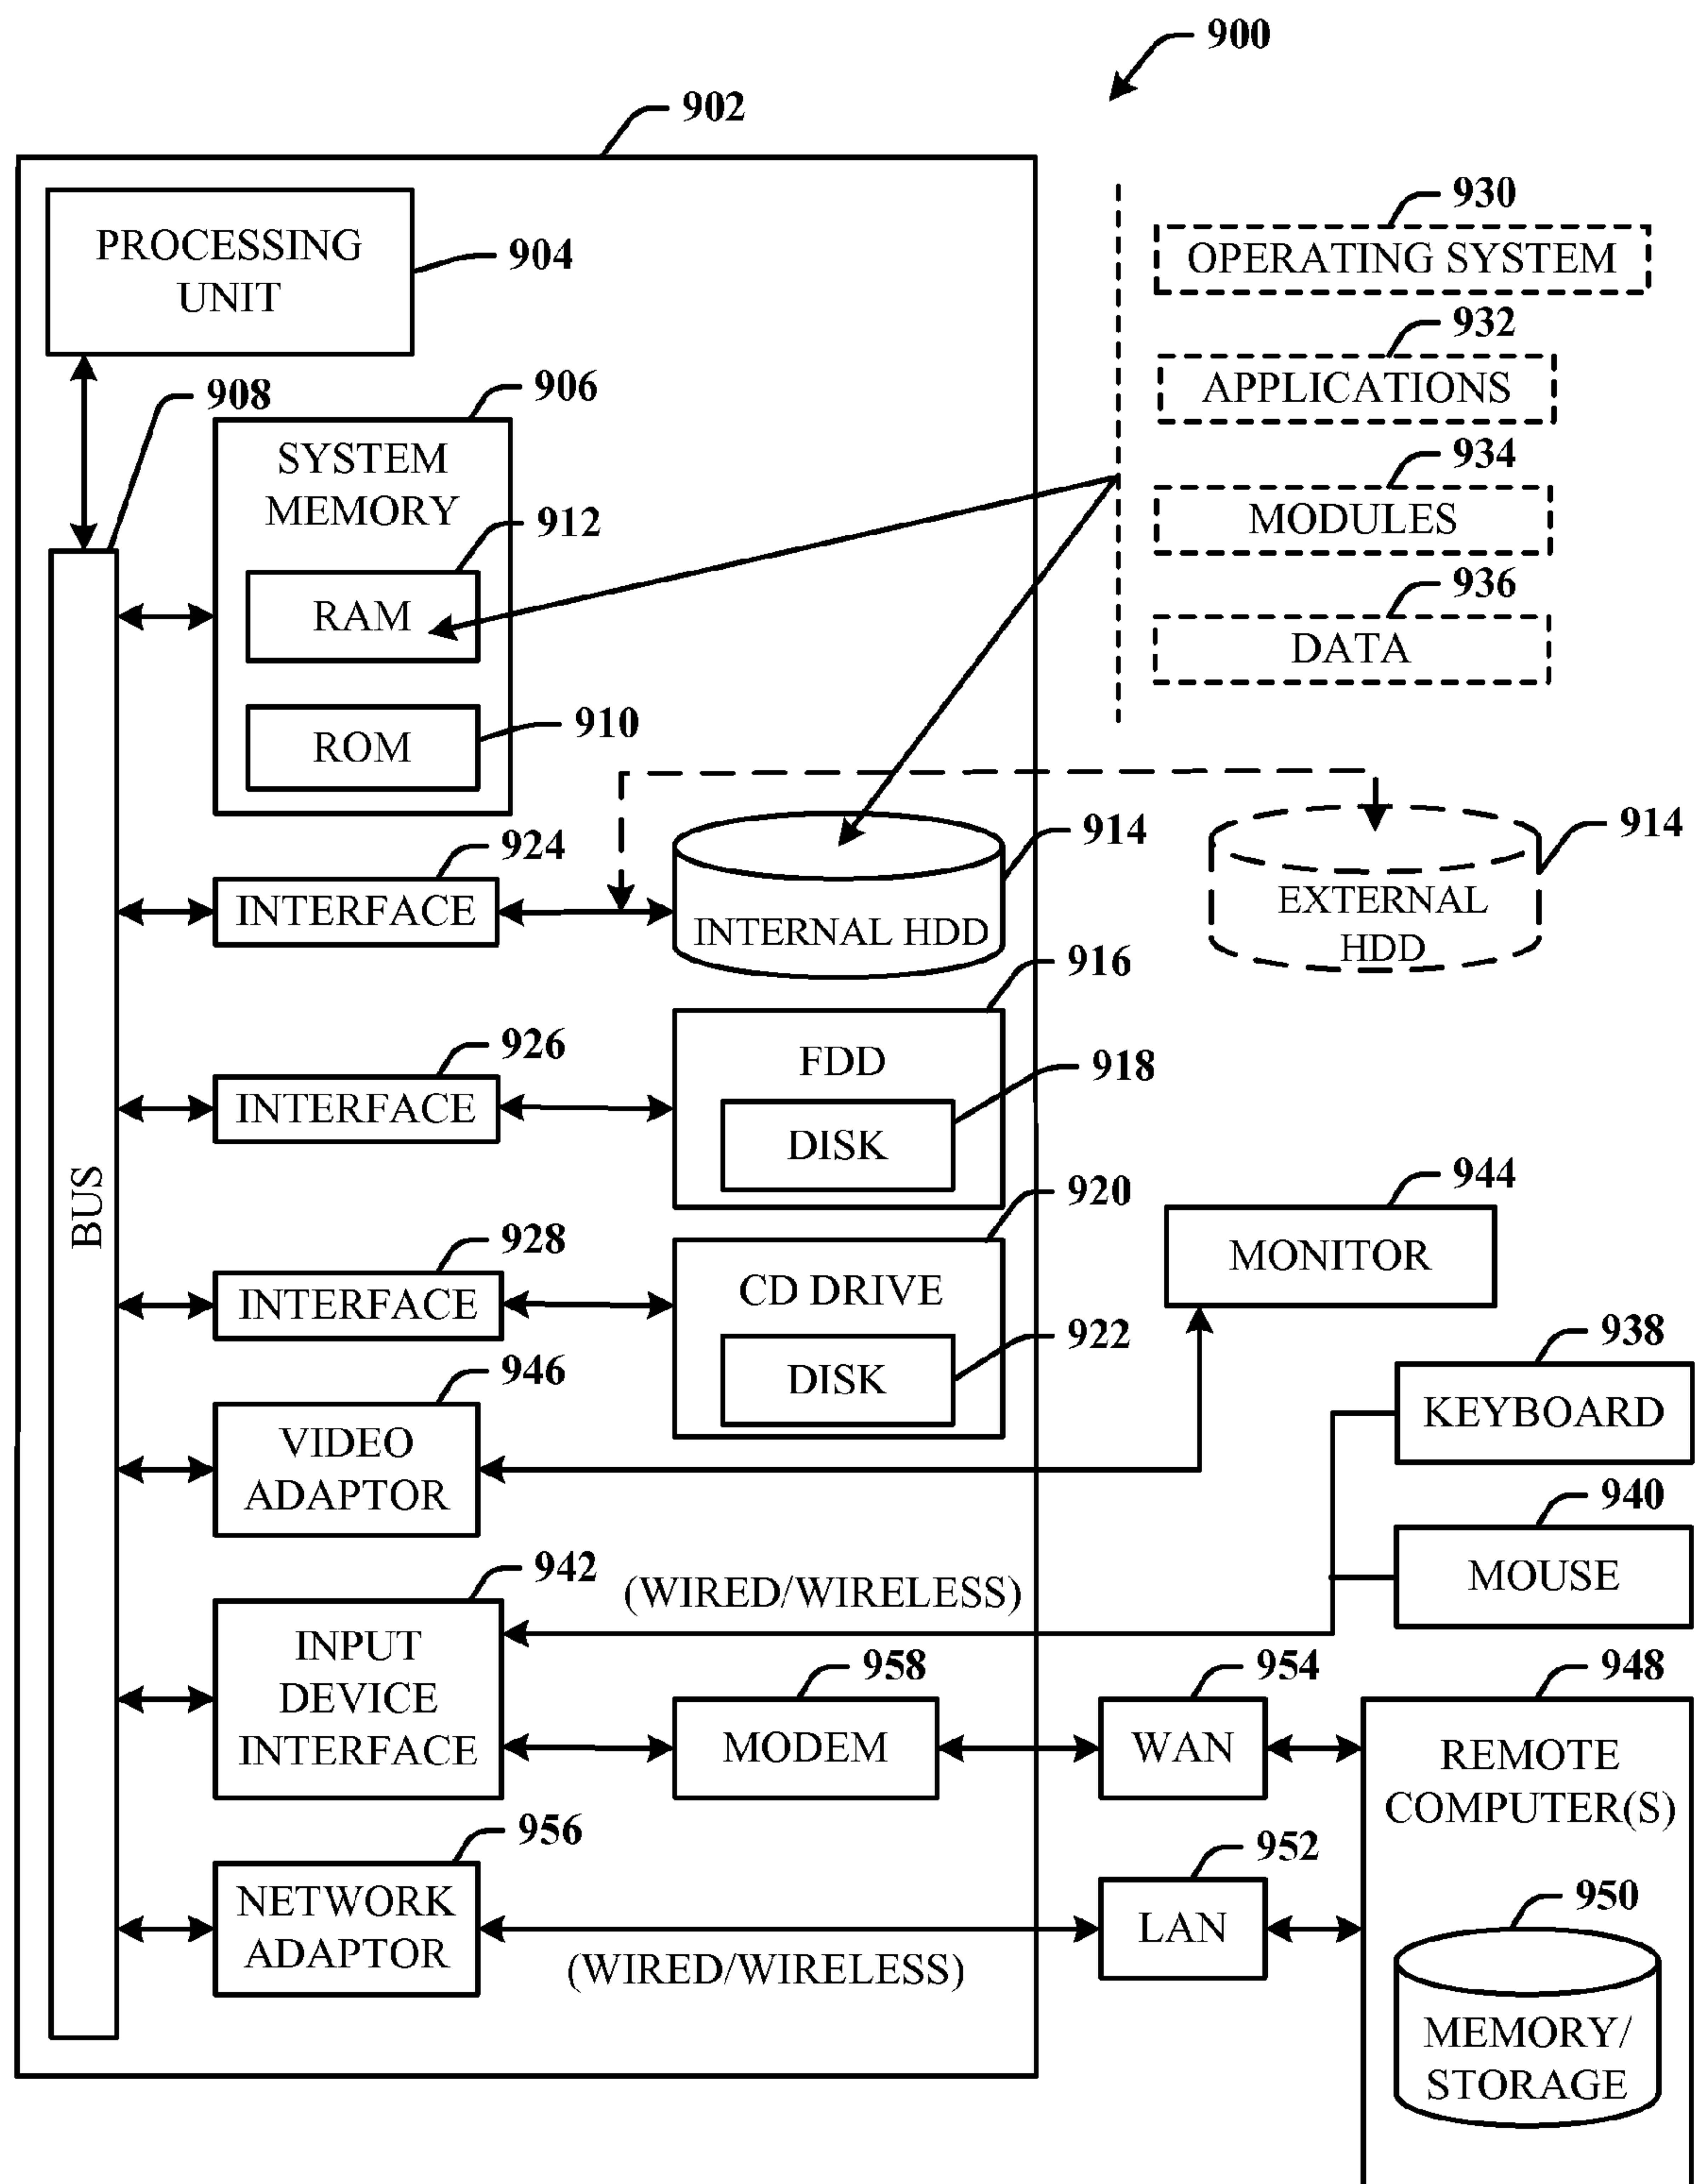 900
902
PROCESSING
UNIT
904
930
OPERATING SYSTEM
932
APPLICATIONS
934
MODULES
936
DATA
908
906
SYSTEM
MEMORY
912
RAM
910
ROM
924
INTERFACE
914
INTERNAL HDD
914
EXTERNAL
HDD
916
FDD
918
DISK
926
INTERFACE
BUS
920
CD DRIVE
922
DISK
928
INTERFACE
944
MONITOR
946
VIDEO
ADAPTOR
938
KEYBOARD
940
MOUSE
942
INPUT
DEVICE
INTERFACE
(WIRED/WIRELESS)
958
MODEM
954
WAN
948
REMOTE
COMPUTER(S)
956
NETWORK
ADAPTOR
(WIRED/WIRELESS)
952
LAN
950
MEMORY/
STORAGE